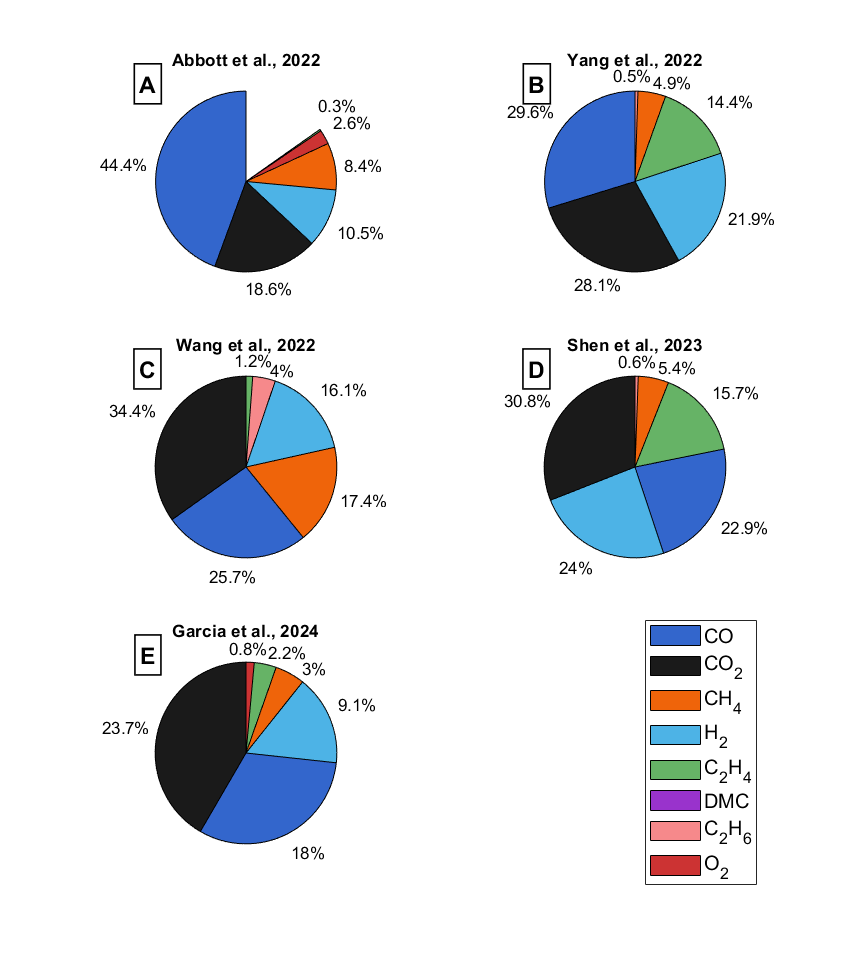 A
Abbott et al., 2022
0.3%
2.6%
8.4%
10.5%
18.6%
44.4%
B
Yang et al., 2022
0.5%
4.9%
14.4%
21.9%
28.1%
29.6%
C
Wang et al., 2022
1.2%
4%
16.1%
17.4%
25.7%
34.4%
D
Shen et al., 2023
0.6%
5.4%
15.7%
22.9%
24%
30.8%
E
Garcia et al., 2024
0.8%
2.2%
3%
9.1%
18%
23.7%
CO
CO₂
CH₄
H₂
C₂H₄
DMC
C₂H₆
O₂